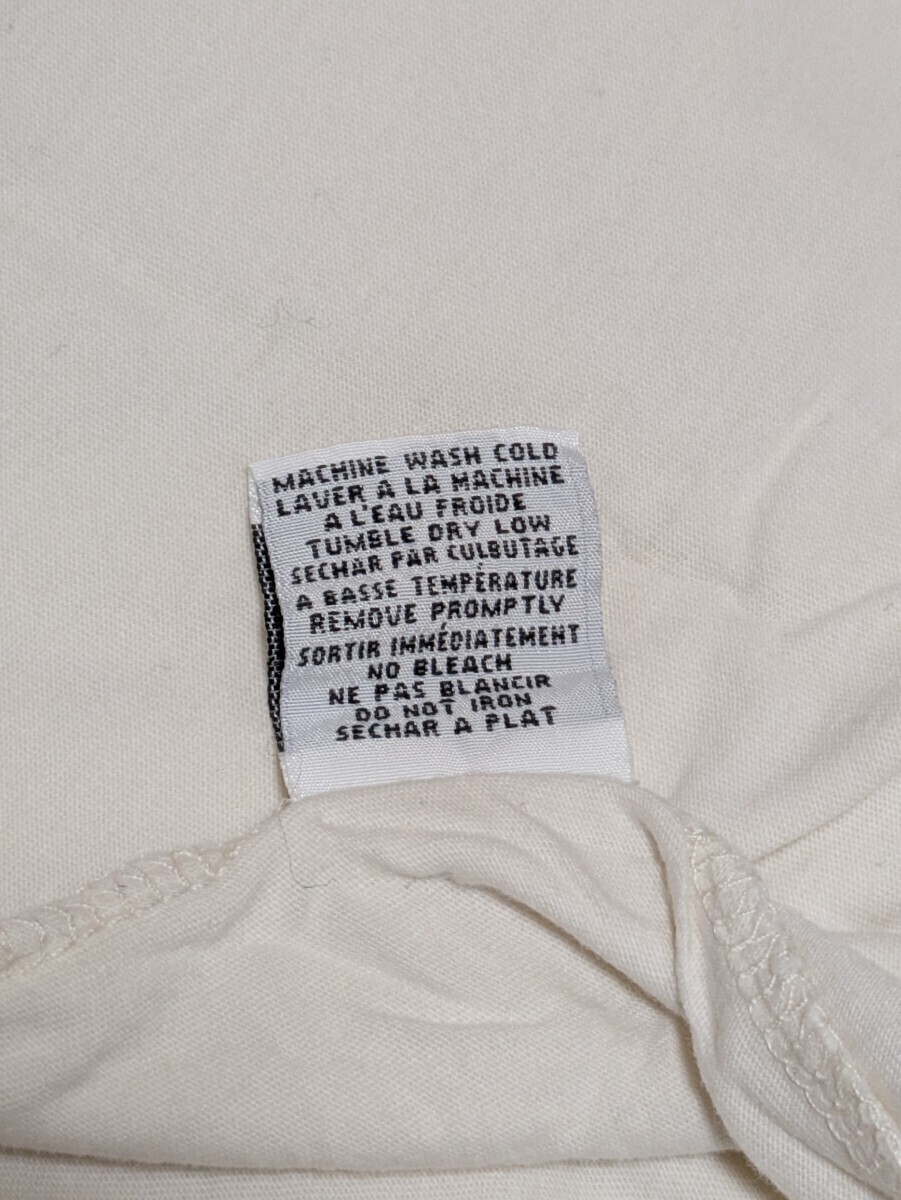 MACHINE WASH COLD
LAVER A LA MACHINE
A L'EAU FROIDE
TUMBLE DRY LOW
SECHAR PAR CULBUTAGE
A BASSE TEMPÉRATURE
REMOVE PROMPTLY
SORTIR IMMÉDIATEMENT
NO BLEACH
NE PAS BLANCIR
DO NOT IRON
SECHAR A PLAT